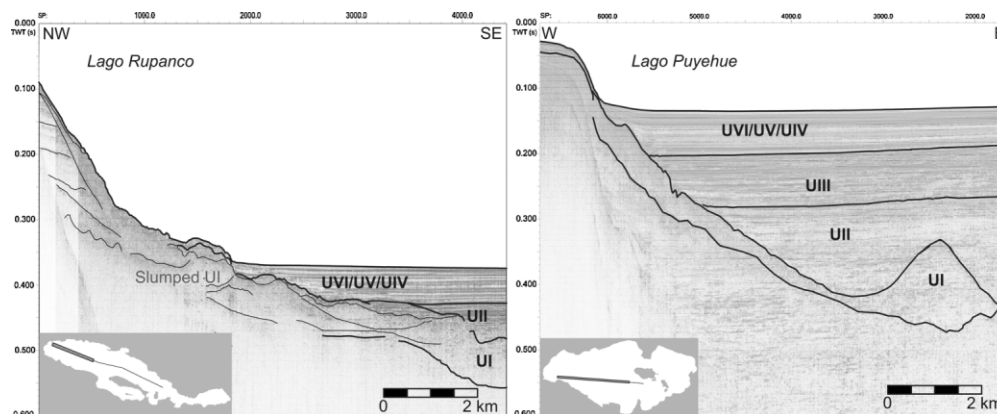 SP: 1000.0 2000.0 3000.0 4000.0
0.000
TWT (s)
NW
SE
Lago Rupanco
0.100
0.200
0.300
0.400
0.500
Slumped UI
UVI/UV/UIV
UII
UI
0 2 km
SP: 6000.0 5000.0 4000.0 3000.0 2000.0
0.000
TWT (s)
W
Lago Puyehue
0.100
0.200
0.300
0.400
0.500
UVI/UV/UIV
UIII
UII
UI
0 2 km